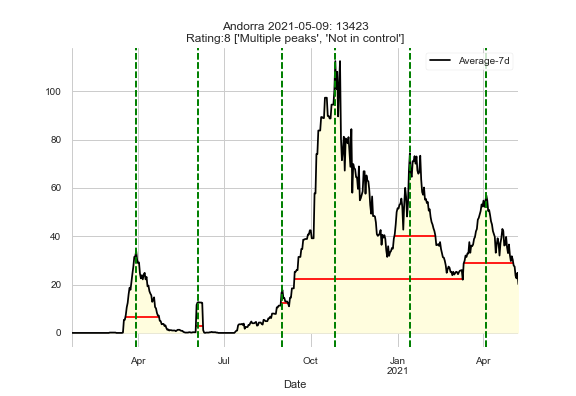 Andorra 2021-05-09: 13423
Rating:8 ['Multiple peaks', 'Not in control']
Average-7d
100
80
60
40
20
0
Apr
Jul
Oct
Jan
2021
Apr
Date